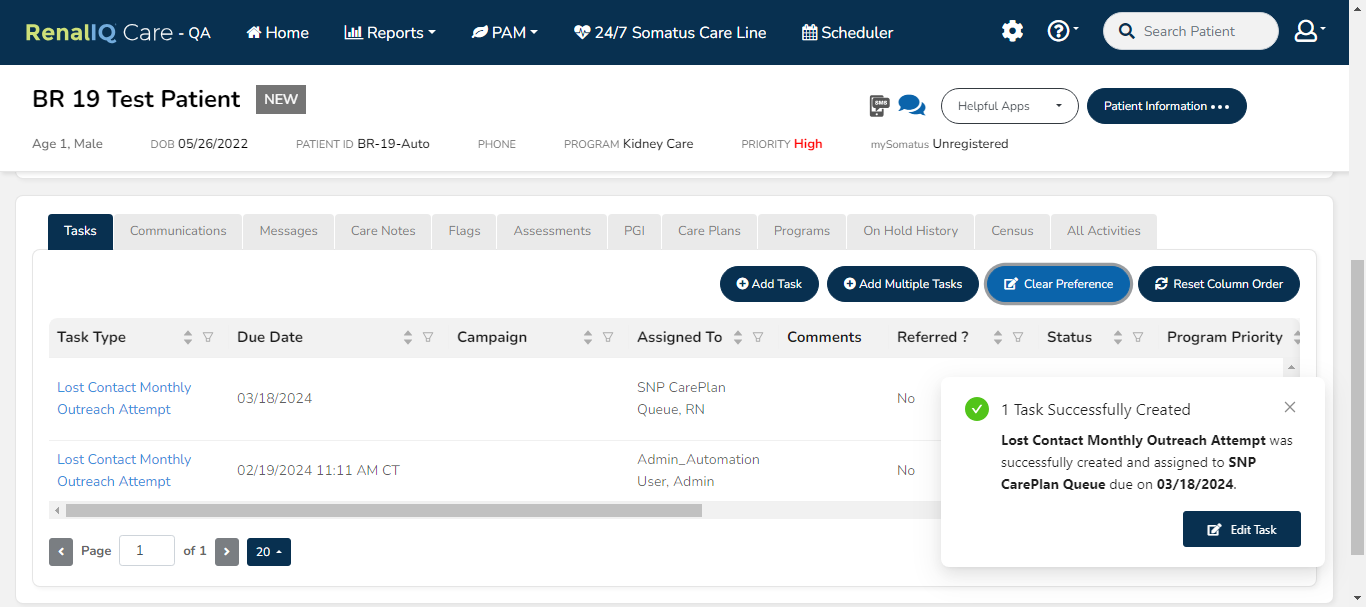 RenalIQ Care - QA
Home
Reports
PAM
24/7 Somatus Care Line
Scheduler
Search Patient
BR 19 Test Patient
NEW
SMS
Helpful Apps
Patient Information •••
Age 1, Male
DOB 05/26/2022
PATIENT ID BR-19-Auto
PHONE
PROGRAM Kidney Care
PRIORITY High
mySomatus Unregistered
Tasks
Communications
Messages
Care Notes
Flags
Assessments
PGI
Care Plans
Programs
On Hold History
Census
All Activities
Add Task
Add Multiple Tasks
Clear Preference
Reset Column Order
Task Type
Due Date
Campaign
Assigned To
Comments
Referred ?
Status
Program Priority
Lost Contact Monthly
Outreach Attempt
03/18/2024
SNP CarePlan
Queue, RN
No
Lost Contact Monthly
Outreach Attempt
02/19/2024 11:11 AM CT
Admin_Automation
User, Admin
No
1 Task Successfully Created
Lost Contact Monthly Outreach Attempt was
successfully created and assigned to SNP
CarePlan Queue due on 03/18/2024.
Edit Task
Page
1
of 1
20